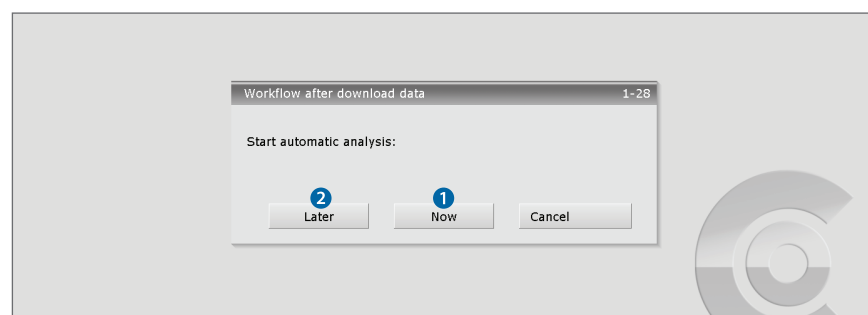 Workflow after download data 1-28
Start automatic analysis:
2 1
Later Now Cancel